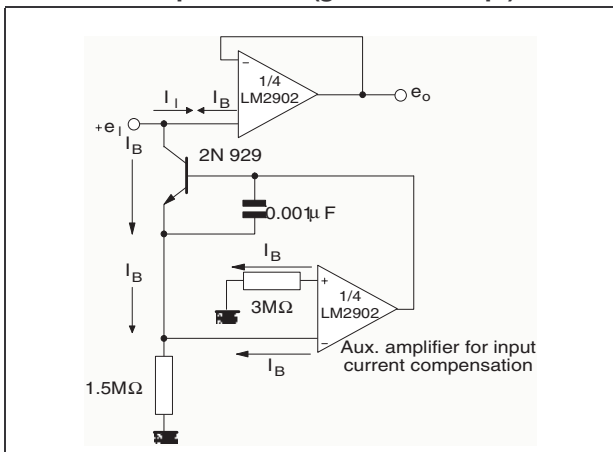 1/4
LM2902
I_I
I_B
e_o
+e_I
I_B
2N 929
0.001μF
I_B
I_B
3MΩ
1/4
LM2902
I_B
Aux. amplifier for input
current compensation
1.5MΩ